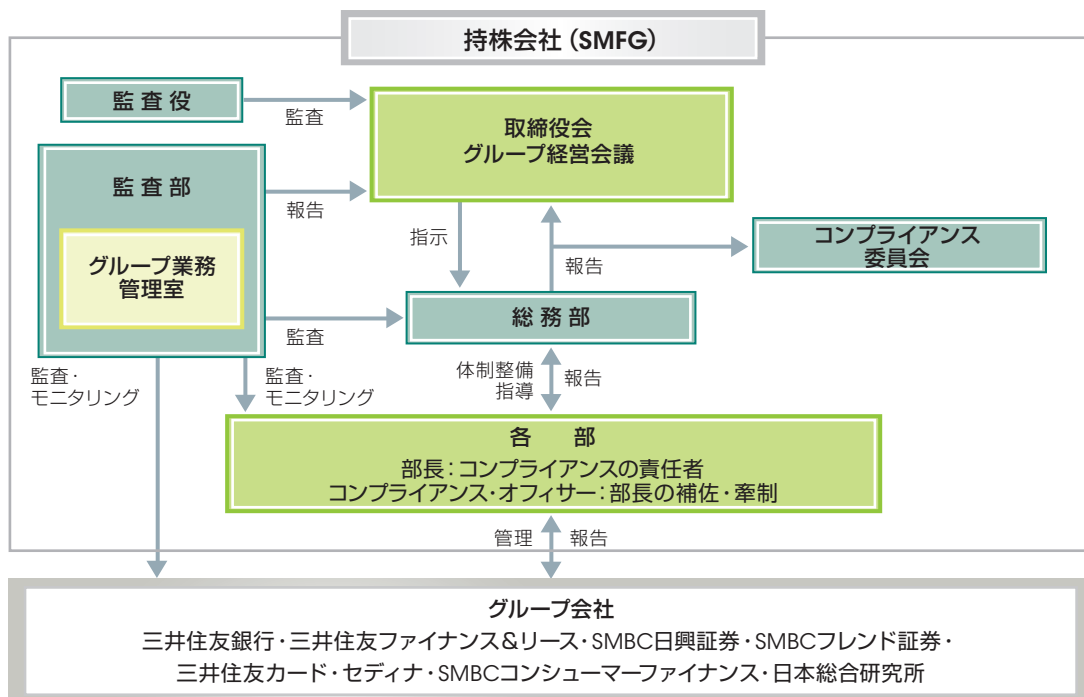 持株会社（SMFG）
監査役
監査
取締役会
グループ経営会議
監査部
報告
グループ業務
管理室
指示
報告
コンプライアンス
委員会
監査
総務部
監査・
モニタリング
監査・
モニタリング
体制整備
指導
報告
各　部
部長：コンプライアンスの責任者
コンプライアンス・オフィサー：部長の補佐・牽制
管理
報告
グループ会社
三井住友銀行・三井住友ファイナンス&リース・SMBC日興証券・SMBCフレンド証券・
三井住友カード・セディナ・SMBCコンシューマーファイナンス・日本総合研究所